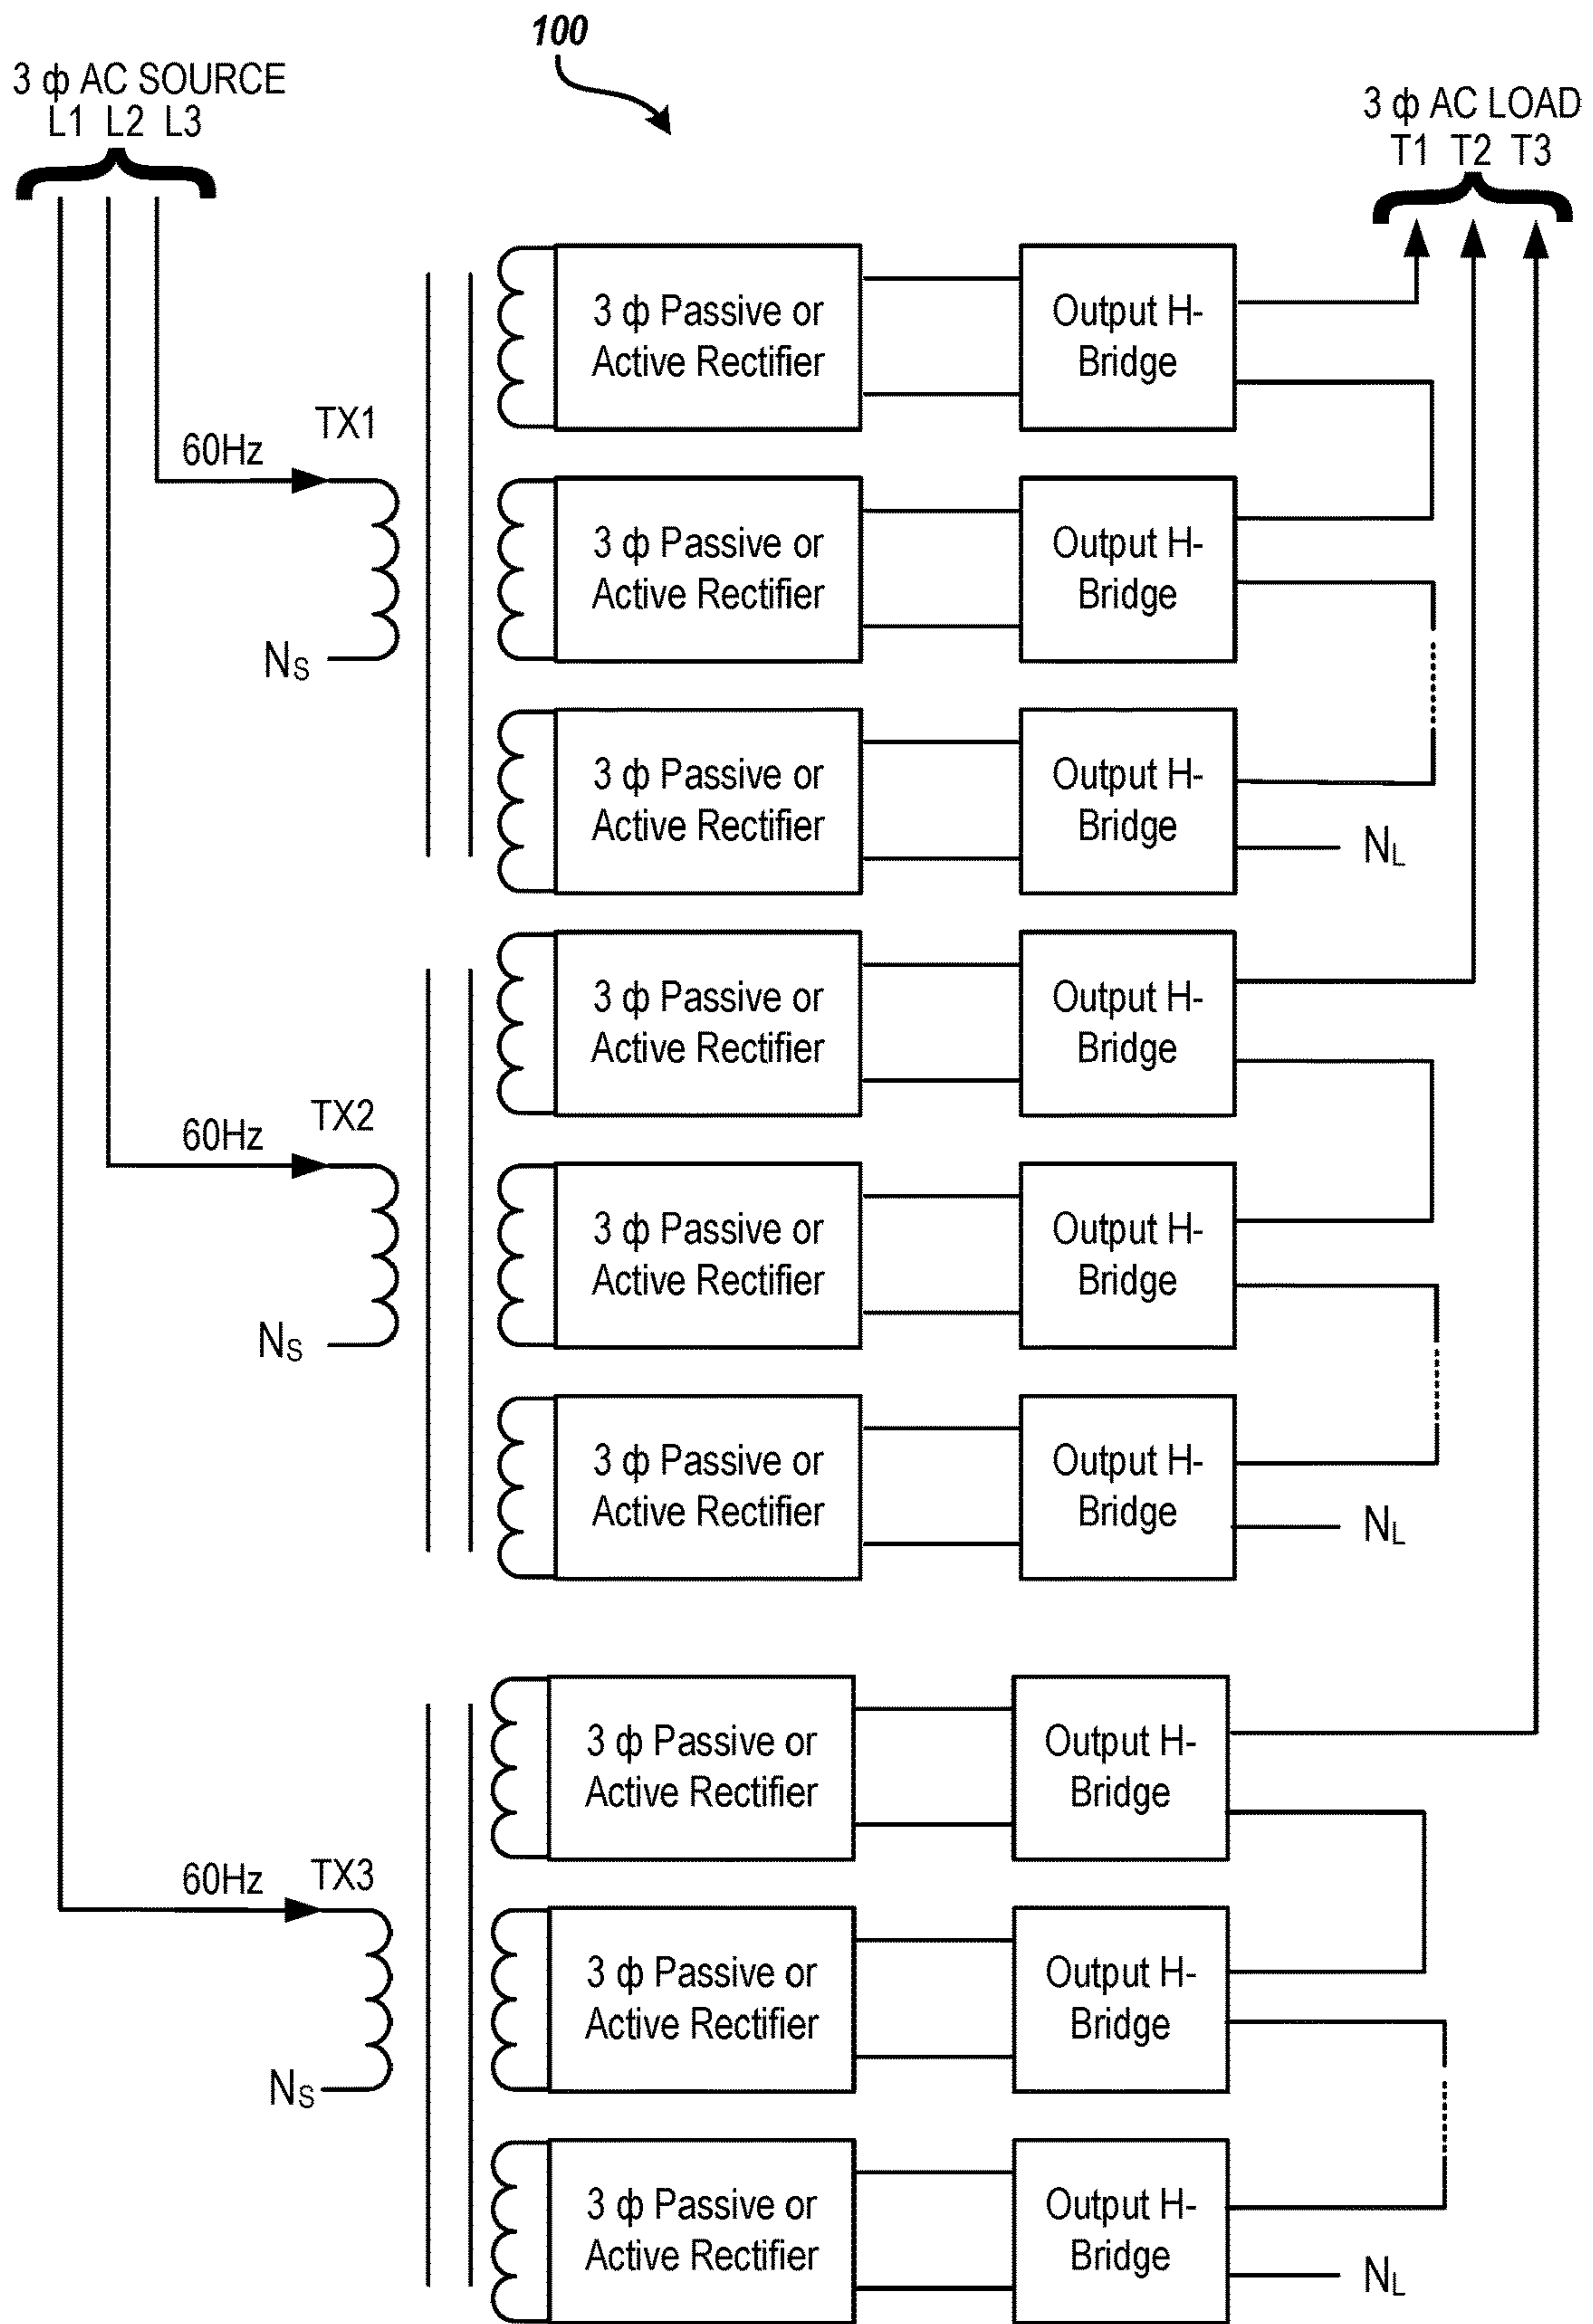 100
3 ф AC SOURCE
L1 L2 L3
3 ф AC LOAD
T1 T2 T3
3 ф Passive or
Active Rectifier
Output H-
Bridge
TX1
60Hz
3 ф Passive or
Active Rectifier
Output H-
Bridge
NS
3 ф Passive or
Active Rectifier
Output H-
Bridge
NL
3 ф Passive or
Active Rectifier
Output H-
Bridge
TX2
60Hz
3 ф Passive or
Active Rectifier
Output H-
Bridge
NS
3 ф Passive or
Active Rectifier
Output H-
Bridge
NL
3 ф Passive or
Active Rectifier
Output H-
Bridge
60Hz
TX3
3 ф Passive or
Active Rectifier
Output H-
Bridge
NS
3 ф Passive or
Active Rectifier
Output H-
Bridge
NL